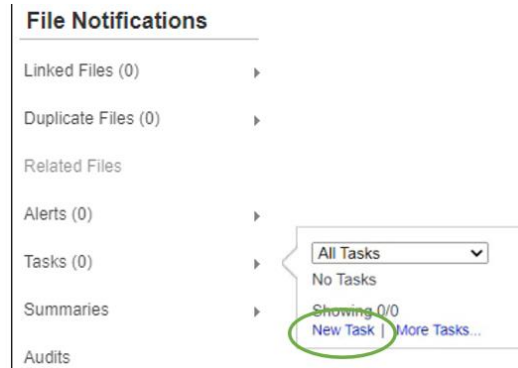 File Notifications
Linked Files (0)
Duplicate Files (0)
Related Files
Alerts (0)
Tasks (0)
All Tasks
No Tasks
Showing 0/0
New Task | More Tasks...
Summaries
Audits